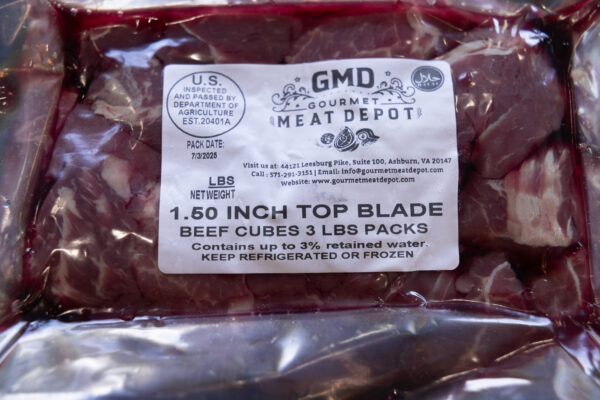 U.S.
INSPECTED
AND PASSED BY
DEPARTMENT OF
AGRICULTURE
EST.20401A
PACK DATE:
7/3/2025
GMD
GOURMET
MEAT DEPOT
حلال
HALAL
Visit us at: 44121 Leesburg Pike, Suite 100, Ashburn, VA 20147
Call : 571-291-3151 | Email: info@gourmetmeatdepot.com
Website: www.gourmetmeatdepot.com
LBS
NET WEIGHT
1.50 INCH TOP BLADE
BEEF CUBES 3 LBS PACKS
Contains up to 3% retained water.
KEEP REFRIGERATED OR FROZEN